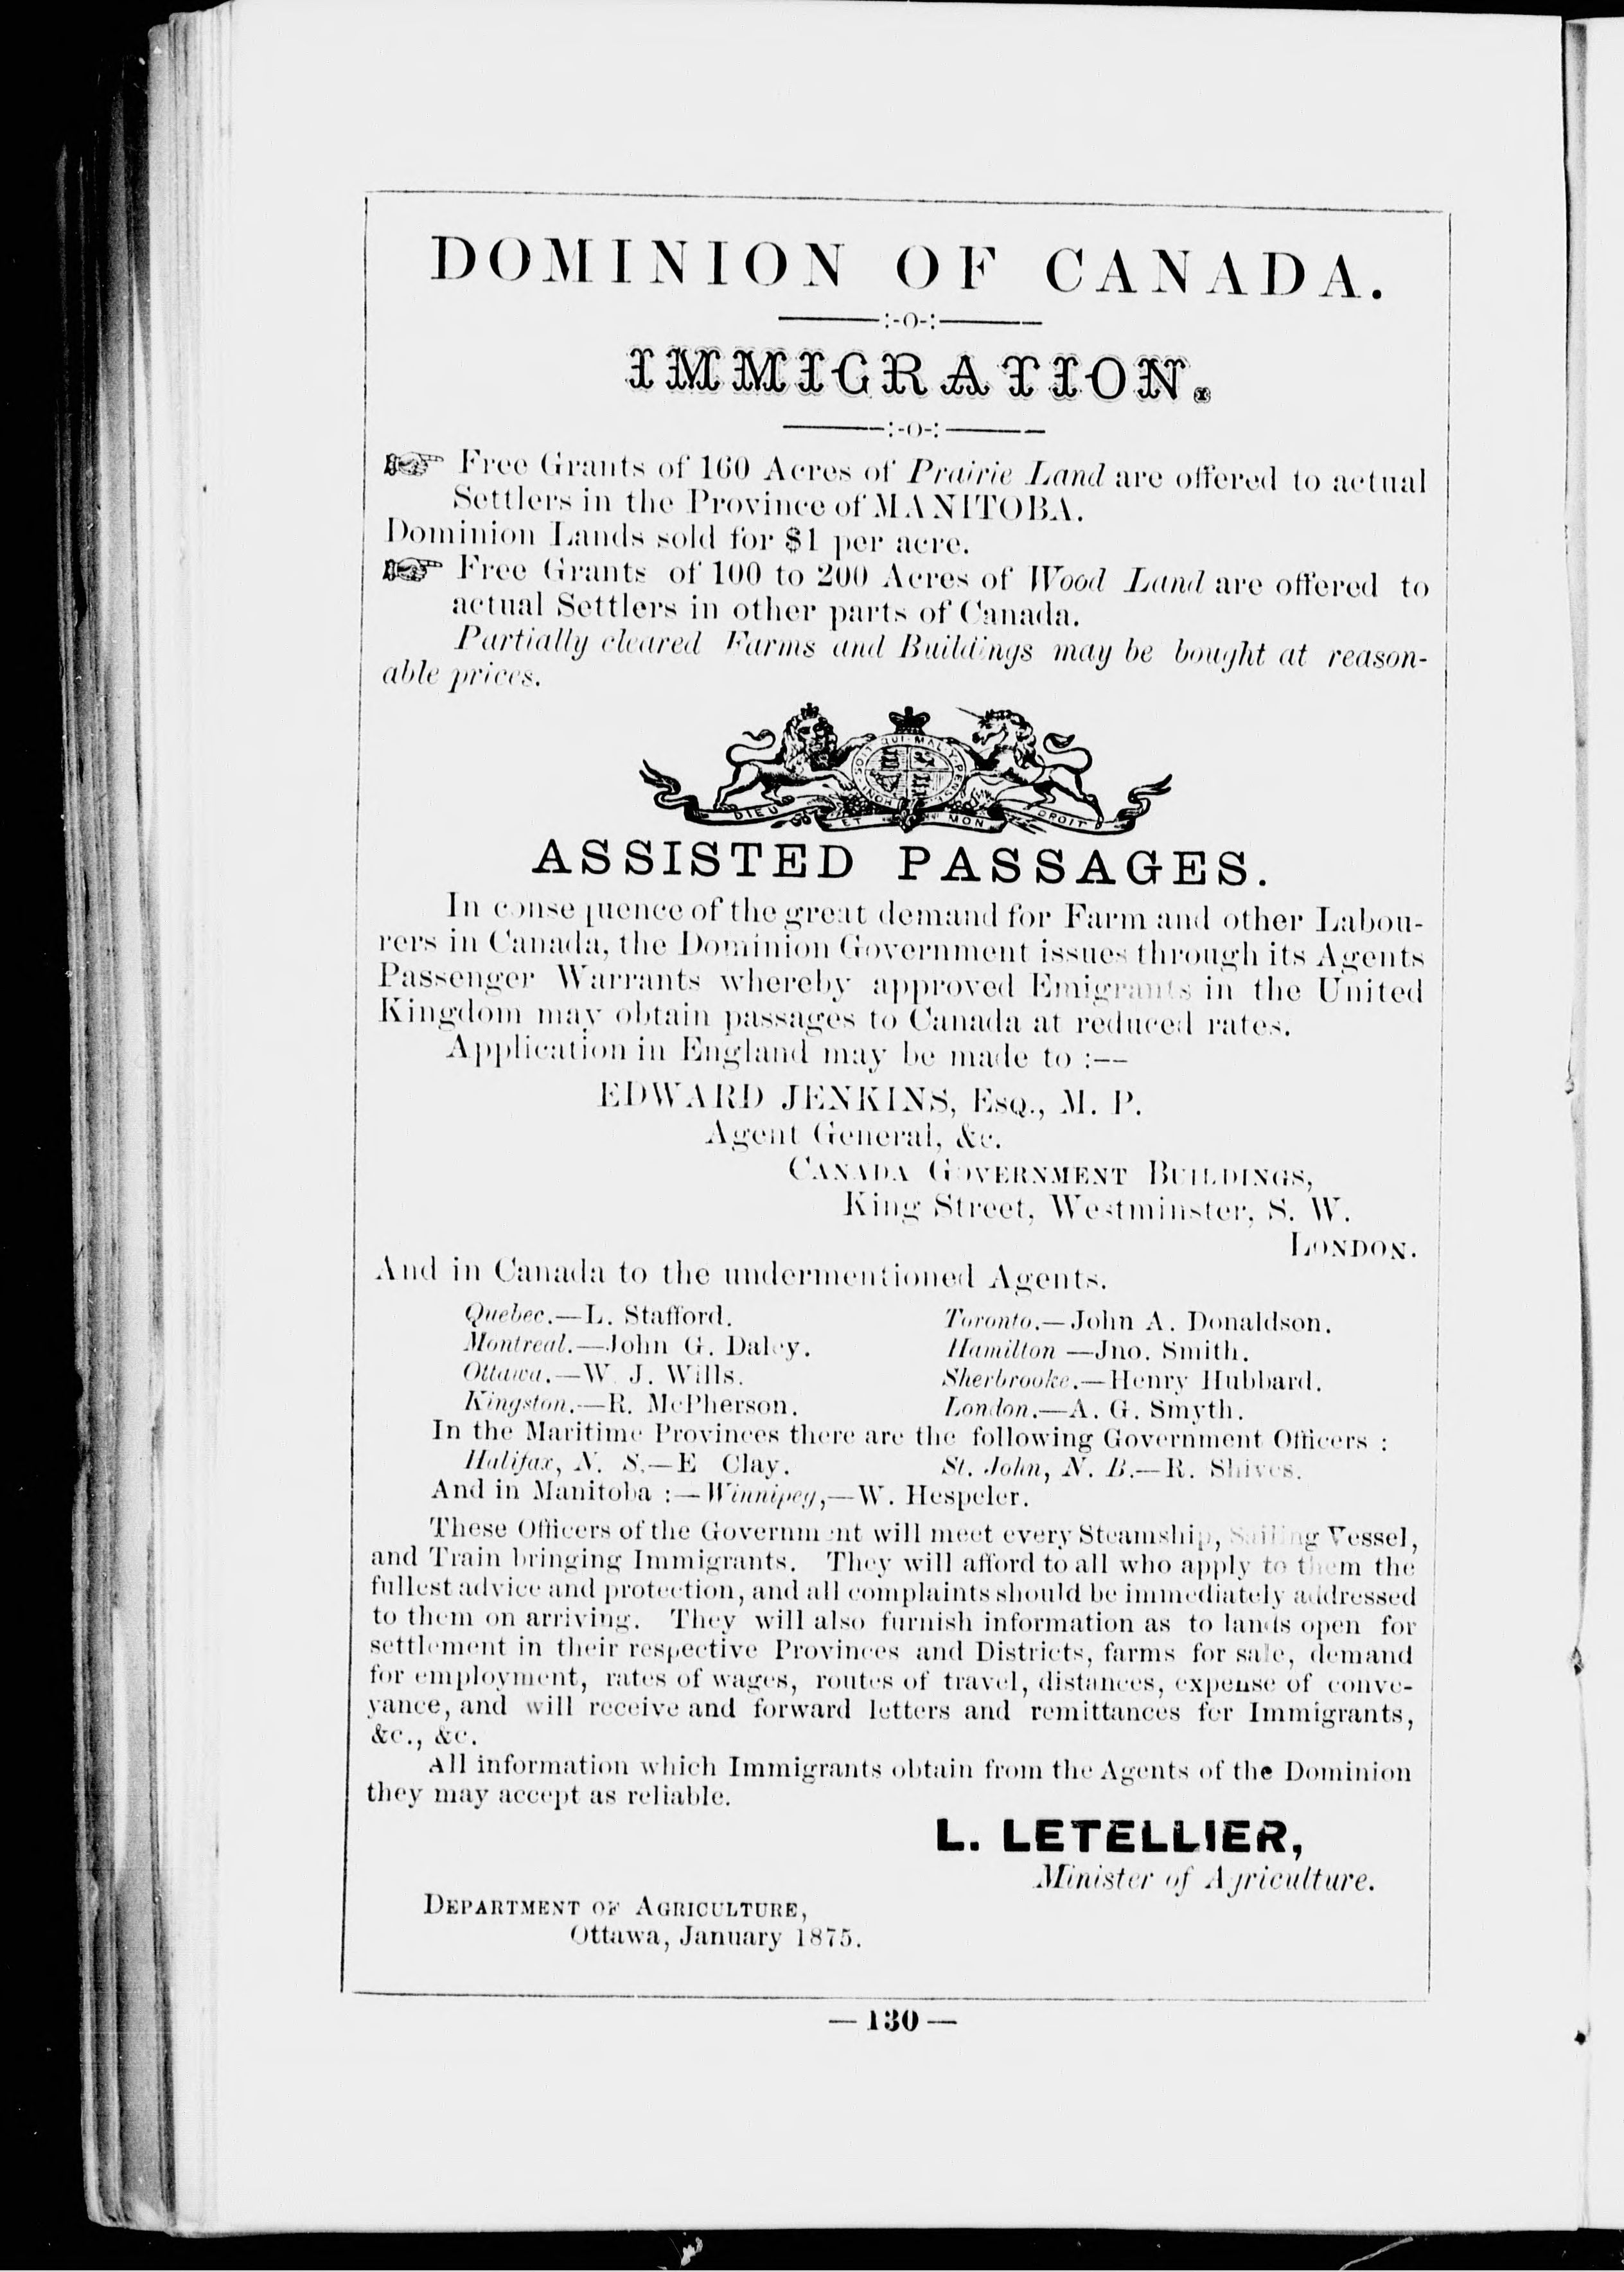 DOMINION OF CANADA.
:-o-:
IMMIGRATION.
:-o-:
Free Grants of 160 Acres of Prairie Land are offered to actual
Settlers in the Province of MANITOBA.
Dominion Lands sold for $1 per acre.
Free Grants of 100 to 200 Acres of Wood Land are offered to
actual Settlers in other parts of Canada.
Partially cleared Farms and Buildings may be bought at reason-
able prices.
HONI SOIT QUI MAL Y PENSE
DIEU ET MON DROIT
ASSISTED PASSAGES.
In consequence of the great demand for Farm and other Labou-
rers in Canada, the Dominion Government issues through its Agents
Passenger Warrants whereby approved Emigrants in the United
Kingdom may obtain passages to Canada at reduced rates.
Application in England may be made to :—
EDWARD JENKINS, Esq., M. P.
Agent General, &c.
Canada Government Buildings,
King Street, Westminster, S. W.
London.
And in Canada to the undermentioned Agents.
Quebec.—L. Stafford. Toronto.—John A. Donaldson.
Montreal.—John G. Daley. Hamilton —Jno. Smith.
Ottawa.—W. J. Wills. Sherbrooke.—Henry Hubbard.
Kingston.—R. McPherson. London.—A. G. Smyth.
In the Maritime Provinces there are the following Government Officers :
Halifax, N. S.—E Clay. St. John, N. B.—R. Shives.
And in Manitoba :—Winnipeg,—W. Hespeler.
These Officers of the Government will meet every Steamship, Sailing Vessel,
and Train bringing Immigrants. They will afford to all who apply to them the
fullest advice and protection, and all complaints should be immediately addressed
to them on arriving. They will also furnish information as to lands open for
settlement in their respective Provinces and Districts, farms for sale, demand
for employment, rates of wages, routes of travel, distances, expense of conve-
yance, and will receive and forward letters and remittances for Immigrants,
&c., &c.
All information which Immigrants obtain from the Agents of the Dominion
they may accept as reliable.
L. LETELLIER,
Minister of Agriculture.
Department of Agriculture,
Ottawa, January 1875.
— 130 —